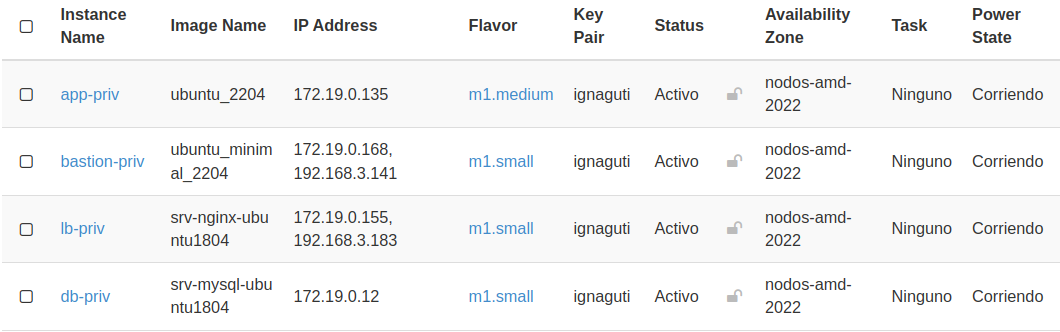 Instance Name Image Name IP Address Flavor Key Pair Status Availability Zone Task Power State
app-priv ubuntu_2204 172.19.0.135 m1.medium ignaguti Activo nodos-amd-2022 Ninguno Corriendo
bastion-priv ubuntu_minimal_2204 172.19.0.168, 192.168.3.141 m1.small ignaguti Activo nodos-amd-2022 Ninguno Corriendo
lb-priv srv-nginx-ubuntu1804 172.19.0.155, 192.168.3.183 m1.small ignaguti Activo nodos-amd-2022 Ninguno Corriendo
db-priv srv-mysql-ubuntu1804 172.19.0.12 m1.small ignaguti Activo nodos-amd-2022 Ninguno Corriendo